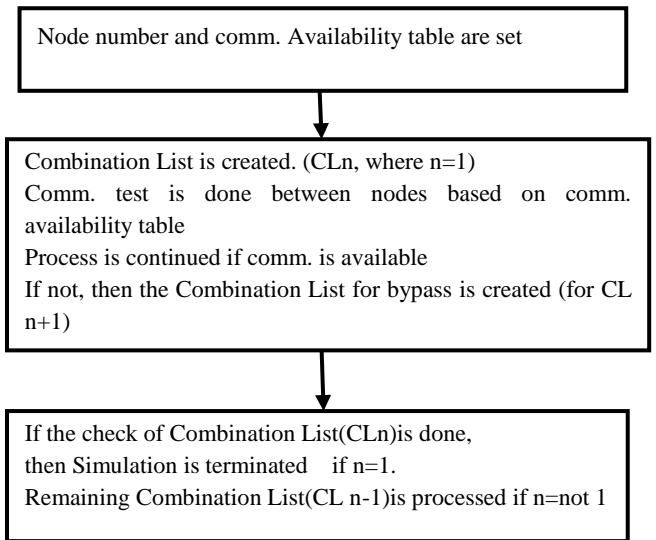 Node number and comm. Availability table are set
Combination List is created. (CLn, where n=1)
Comm. test is done between nodes based on comm.
availability table
Process is continued if comm. is available
If not, then the Combination List for bypass is created (for CL
n+1)
If the check of Combination List(CLn)is done,
then Simulation is terminated if n=1.
Remaining Combination List(CL n-1)is processed if n=not 1